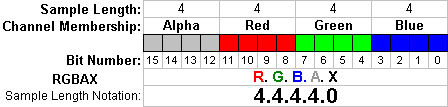 Sample Length: 4 4 4 4
Channel Membership: Alpha Red Green Blue
Bit Number: 15 14 13 12 11 10 9 8 7 6 5 4 3 2 1 0
RGBAX R. G. B. A. X
Sample Length Notation: 4.4.4.4.0